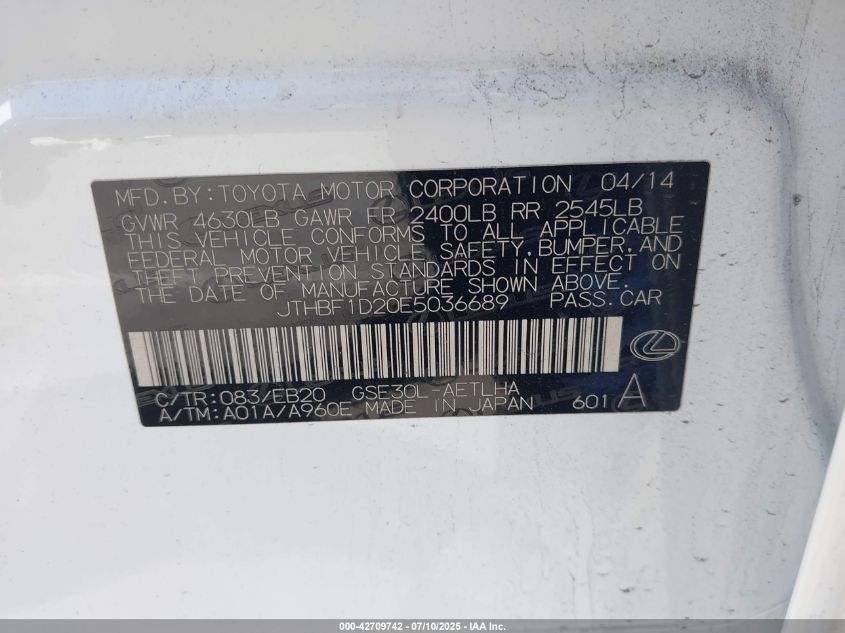 MFD.BY:TOYOTA MOTOR CORPORATION 04/14
GVWR 4630LB GAWR FR 2400LB RR 2545LB
THIS VEHICLE CONFORMS TO ALL APPLICABLE
FEDERAL MOTOR VEHICLE SAFETY,BUMPER,AND
THEFT PREVENTION STANDARDS IN EFFECT ON
THE DATE OF MANUFACTURE SHOWN ABOVE.
JTHBF1D20E5036689 PASS.CAR
C/TR:083/EB20 GSE30L-AETLHA
A/TM:A01A/A960E MADE IN JAPAN 601 A
000-42709742 - 07/10/2025 - IAA Inc.